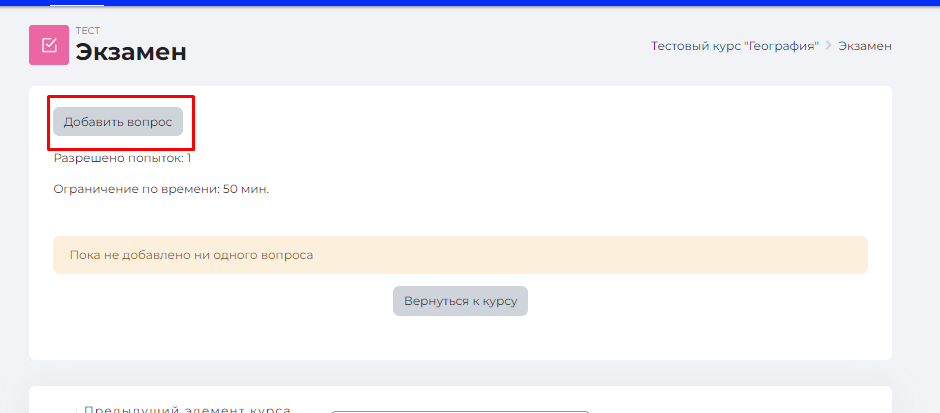 ТЕСТ
Экзамен
Тестовый курс "География" > Экзамен
Добавить вопрос
Разрешено попыток: 1
Ограничение по времени: 50 мин.
Пока не добавлено ни одного вопроса
Вернуться к курсу
Предыдущий элемент курса